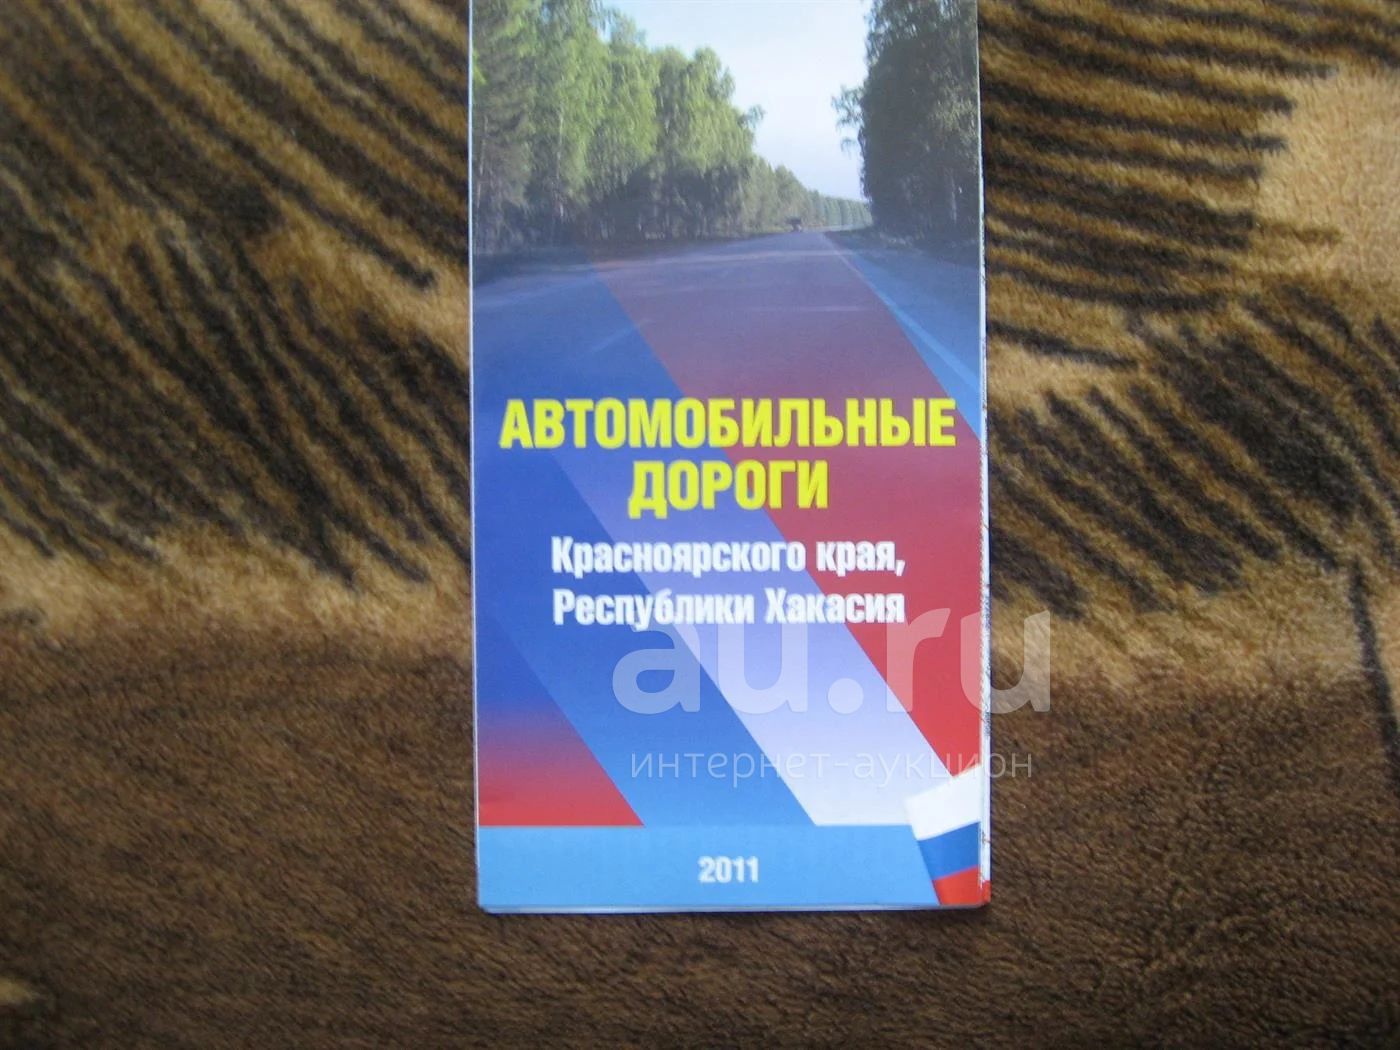 АВТОМОБИЛЬНЫЕ
ДОРОГИ
Красноярского края,
Республики Хакасия
au.ru
интернет-аукцион
2011